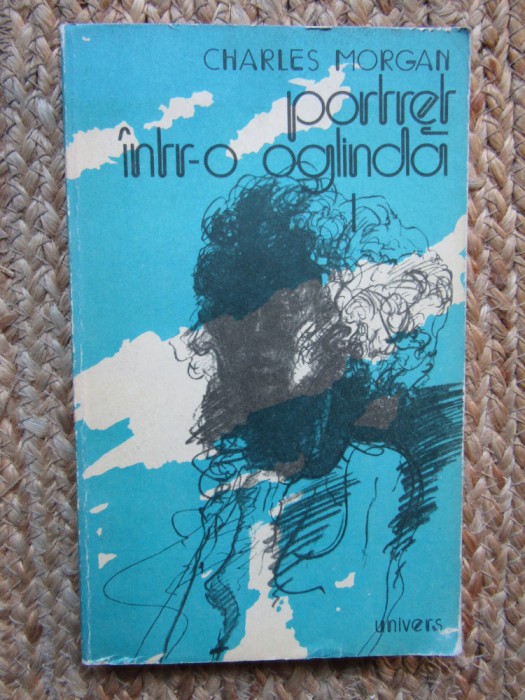 CHARLES MORGAN
portret
într-o oglindă
I
univers